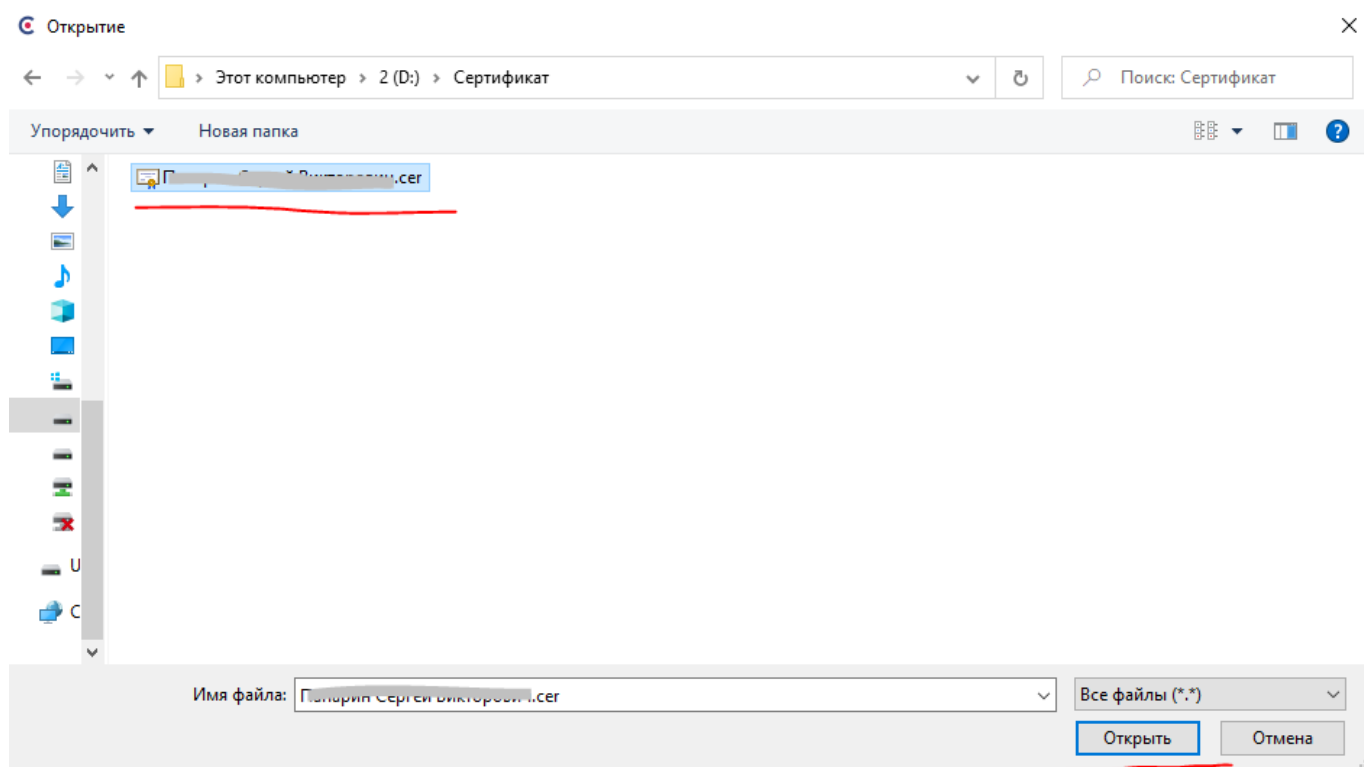 Открытие
Этот компьютер › 2 (D:) › Сертификат
Поиск: Сертификат
Упорядочить
Новая папка
.cer
U
С
Имя файла:
.cer
Все файлы (*.*)
Открыть
Отмена